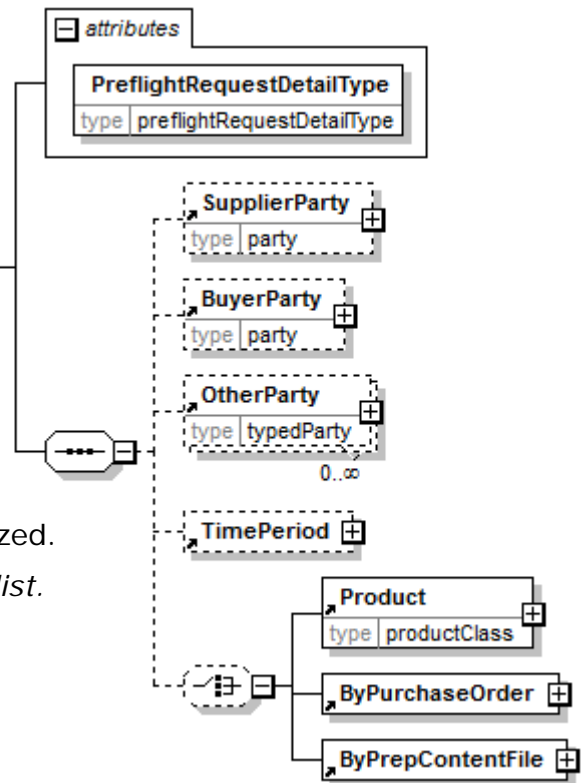 attributes
PreflightRequestDetailType
type preflightRequestDetailType
SupplierParty
type party
BuyerParty
type party
OtherParty
type typedParty
0..∞
TimePeriod
zed.
list.
Product
type productClass
ByPurchaseOrder
ByPrepContentFile